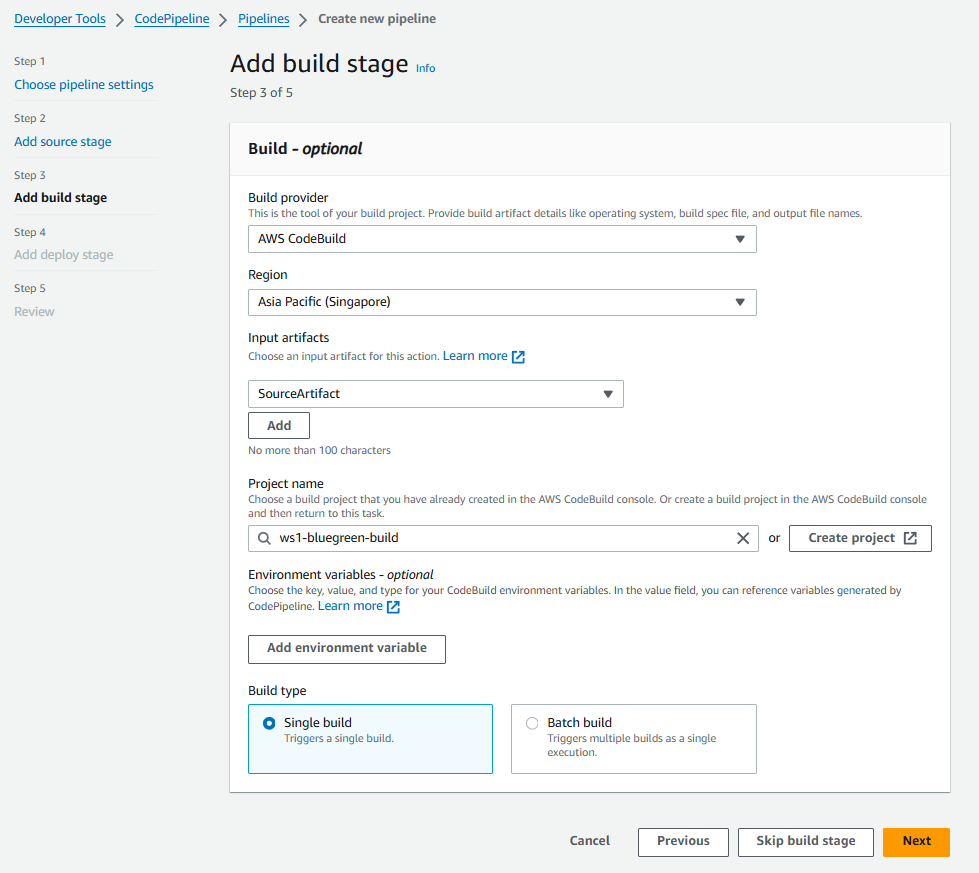 Developer Tools > CodePipeline > Pipelines > Create new pipeline
Step 1
Choose pipeline settings
Step 2
Add source stage
Step 3
Add build stage
Step 4
Add deploy stage
Step 5
Review
Add build stage Info
Step 3 of 5
Build - optional
Build provider
This is the tool of your build project. Provide build artifact details like operating system, build spec file, and output file names.
AWS CodeBuild
Region
Asia Pacific (Singapore)
Input artifacts
Choose an input artifact for this action. Learn more
SourceArtifact
Add
No more than 100 characters
Project name
Choose a build project that you have already created in the AWS CodeBuild console. Or create a build project in the AWS CodeBuild console
and then return to this task.
ws1-bluegreen-build or Create project
Environment variables - optional
Choose the key, value, and type for your CodeBuild environment variables. In the value field, you can reference variables generated by
CodePipeline. Learn more
Add environment variable
Build type
Single build
Triggers a single build.
Batch build
Triggers multiple builds as a single
execution.
Cancel Previous Skip build stage Next